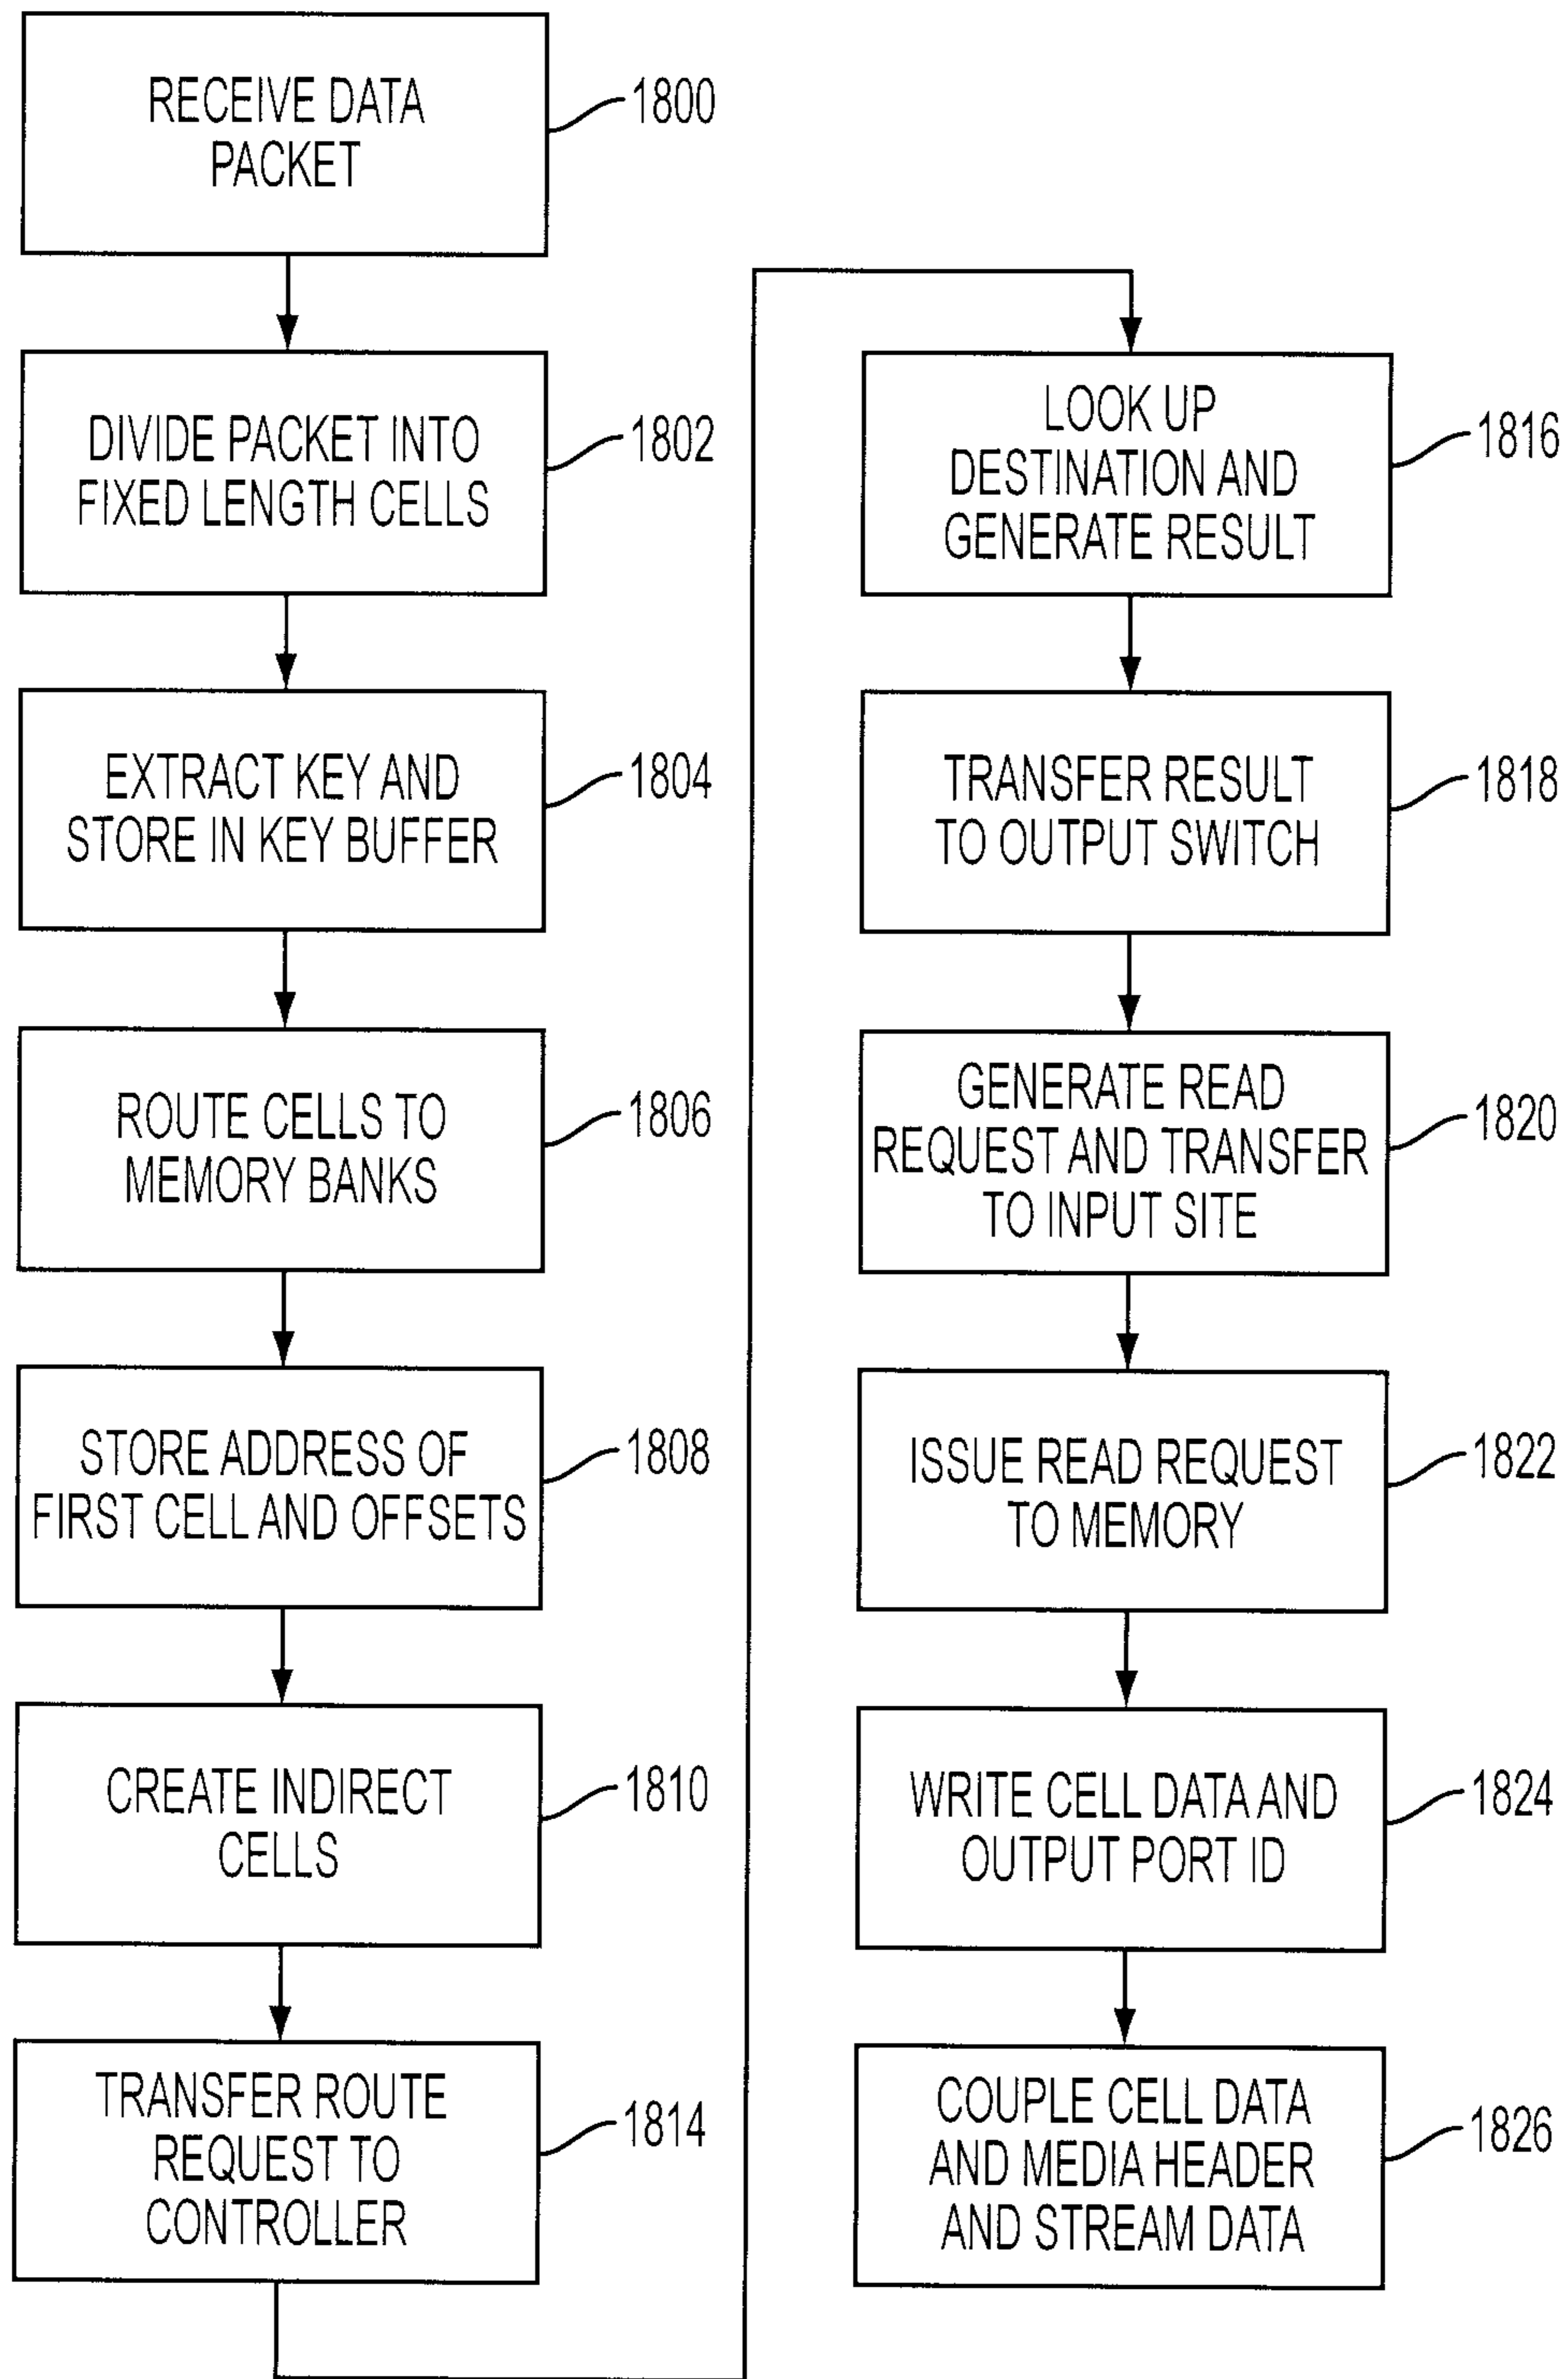 RECEIVE DATA
PACKET
1800
DIVIDE PACKET INTO
FIXED LENGTH CELLS
1802
EXTRACT KEY AND
STORE IN KEY BUFFER
1804
ROUTE CELLS TO
MEMORY BANKS
1806
STORE ADDRESS OF
FIRST CELL AND OFFSETS
1808
CREATE INDIRECT
CELLS
1810
TRANSFER ROUTE
REQUEST TO
CONTROLLER
1814
LOOK UP
DESTINATION AND
GENERATE RESULT
1816
TRANSFER RESULT
TO OUTPUT SWITCH
1818
GENERATE READ
REQUEST AND TRANSFER
TO INPUT SITE
1820
ISSUE READ REQUEST
TO MEMORY
1822
WRITE CELL DATA AND
OUTPUT PORT ID
1824
COUPLE CELL DATA
AND MEDIA HEADER
AND STREAM DATA
1826